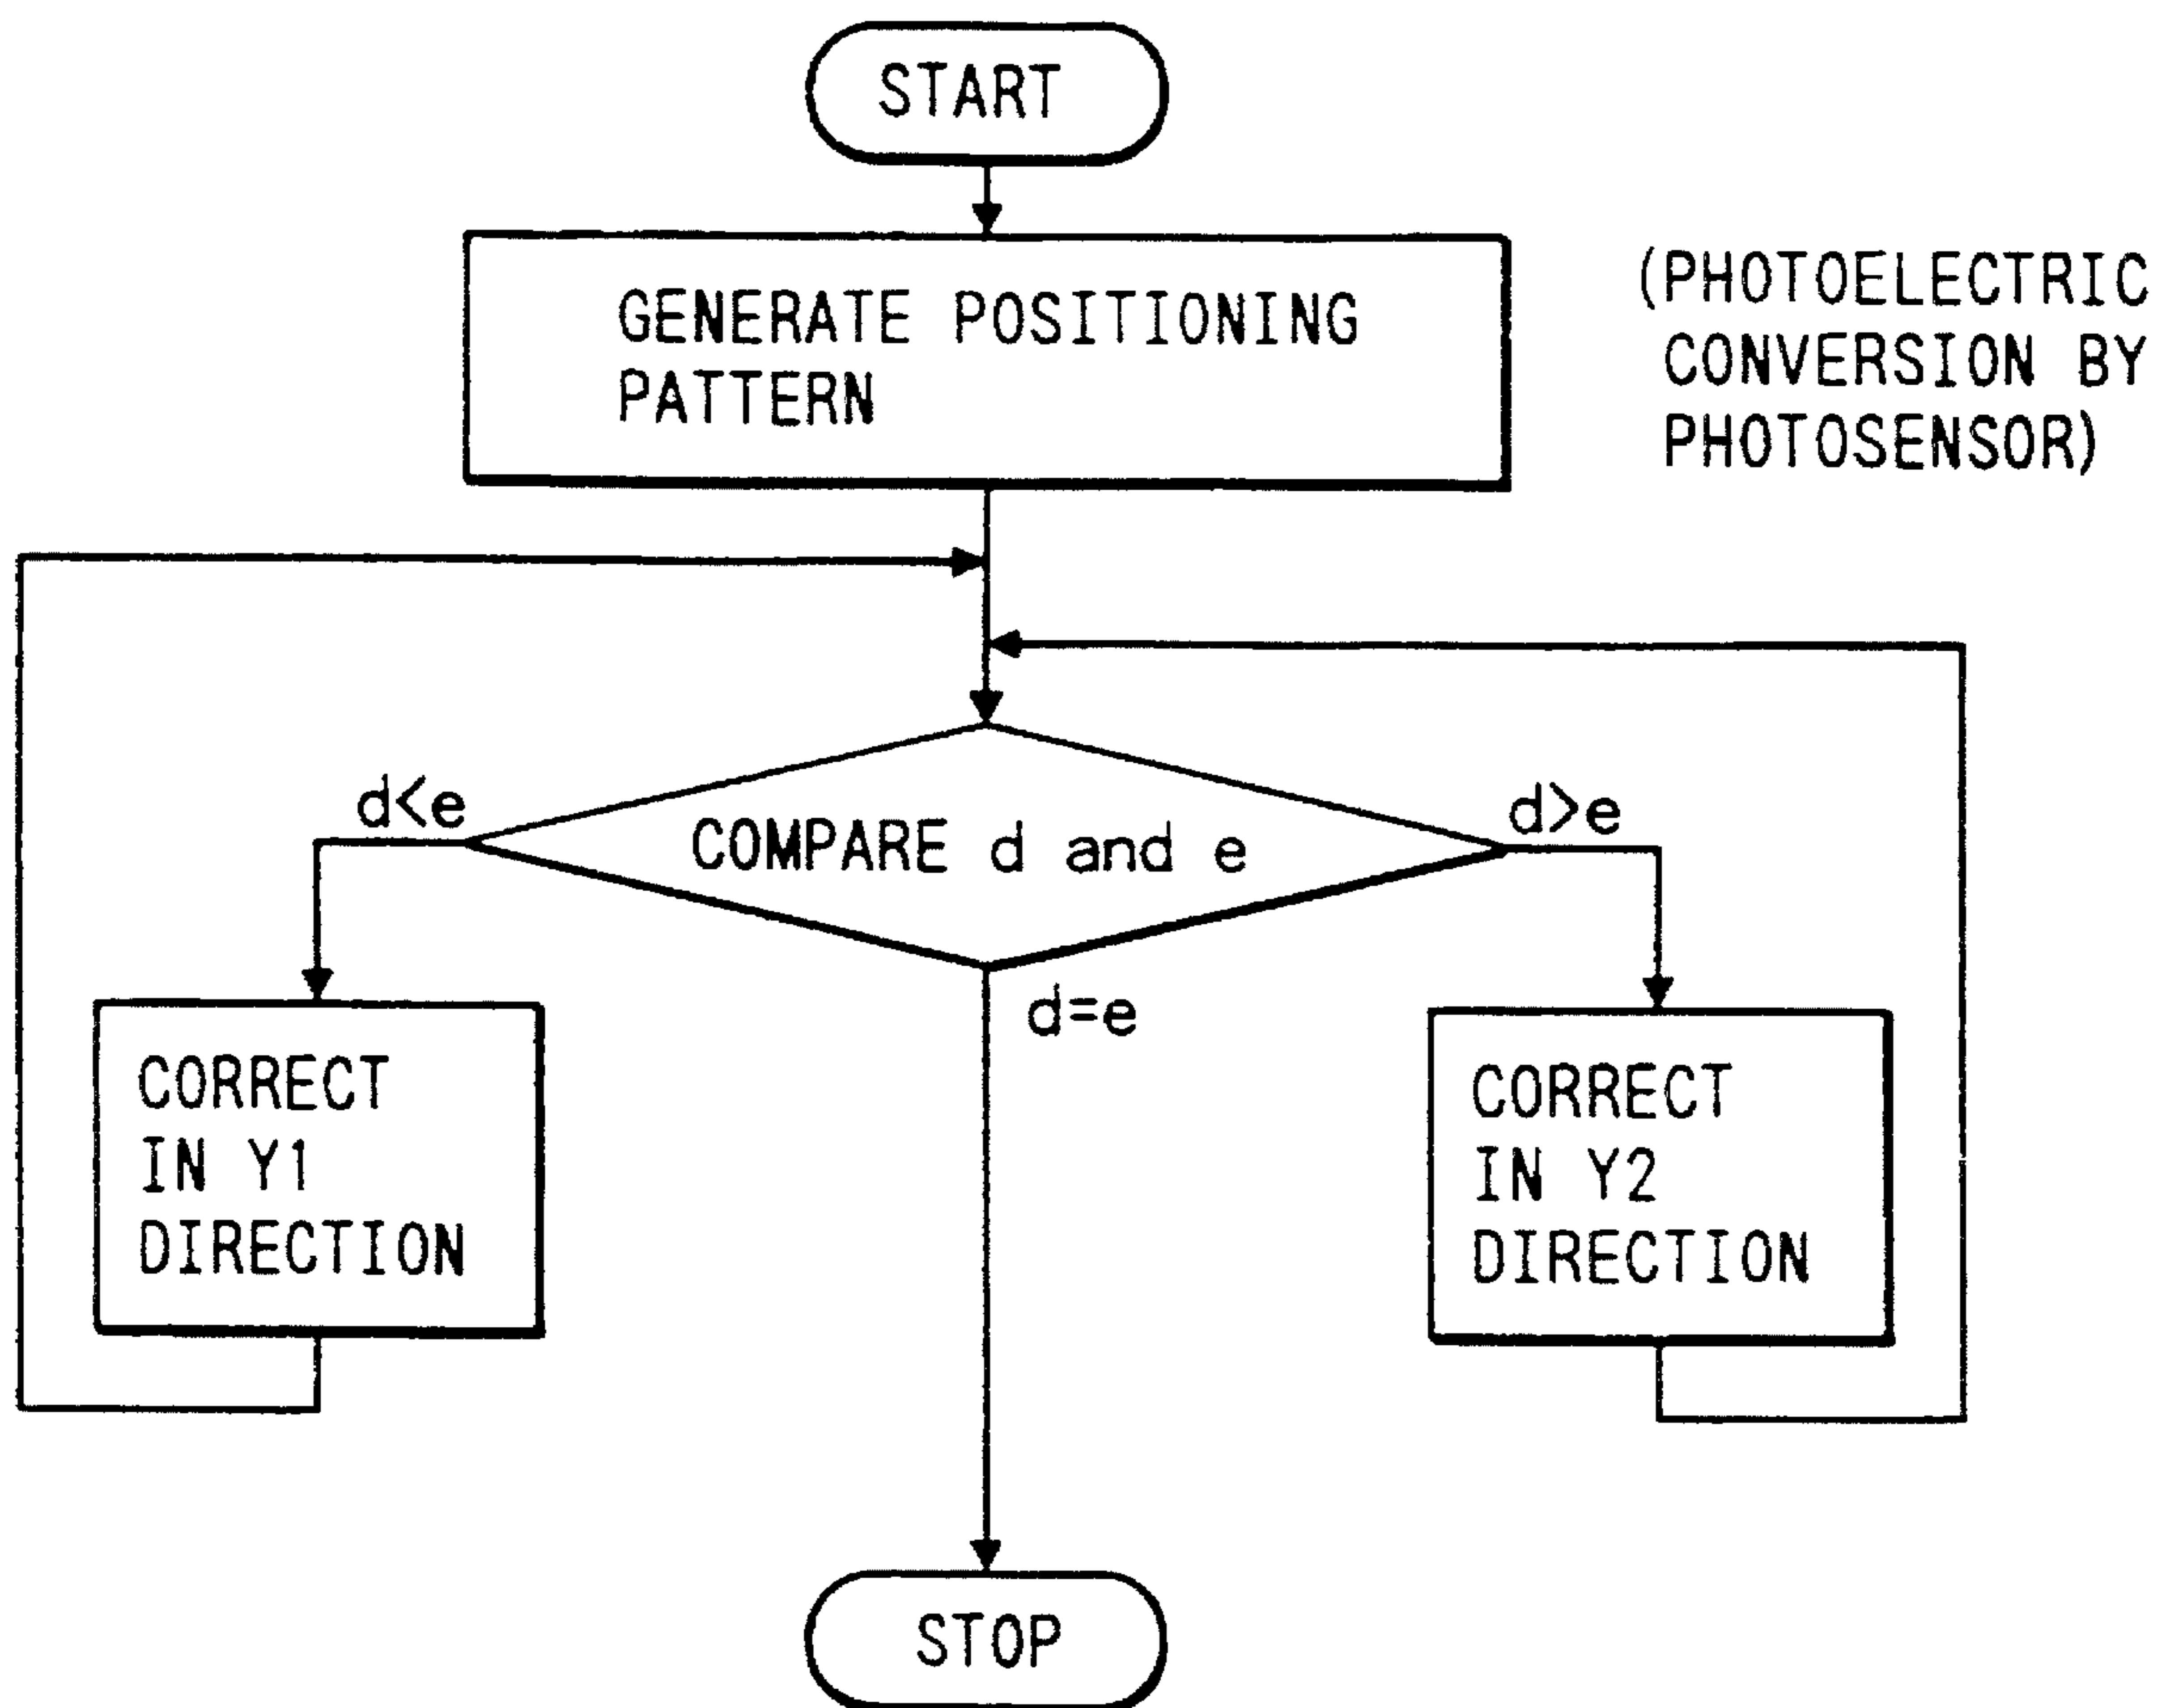 START
GENERATE POSITIONING
PATTERN
(PHOTOELECTRIC
CONVERSION BY
PHOTOSENSOR)
d<e
COMPARE d and e
d>e
d=e
CORRECT
IN Y1
DIRECTION
CORRECT
IN Y2
DIRECTION
STOP